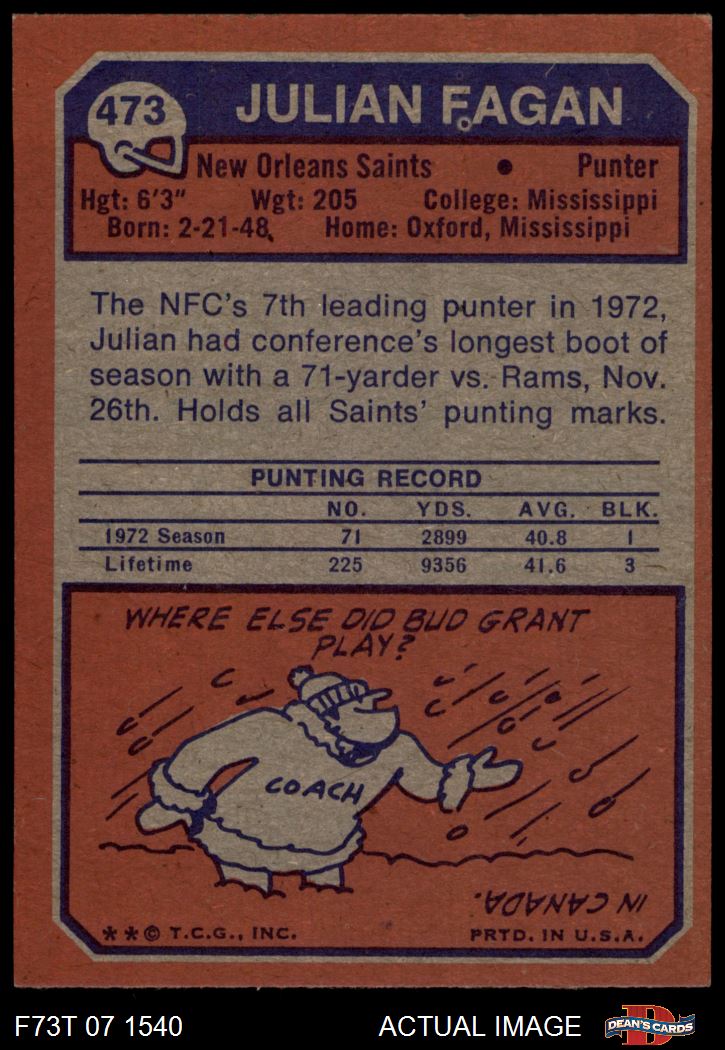 473
JULIAN FAGAN
New Orleans Saints • Punter
Hgt: 6'3" Wgt: 205 College: Mississippi
Born: 2-21-48 Home: Oxford, Mississippi
The NFC's 7th leading punter in 1972,
Julian had conference's longest boot of
season with a 71-yarder vs. Rams, Nov.
26th. Holds all Saints' punting marks.
PUNTING RECORD
NO. YDS. AVG. BLK.
1972 Season 71 2899 40.8 1
Lifetime 225 9356 41.6 3
WHERE ELSE DID BUD GRANT
PLAY?
COACH
IN CANADA.
**© T.C.G., INC. PRTD. IN U.S.A.
F73T 07 1540 ACTUAL IMAGE DEAN'S CARDS